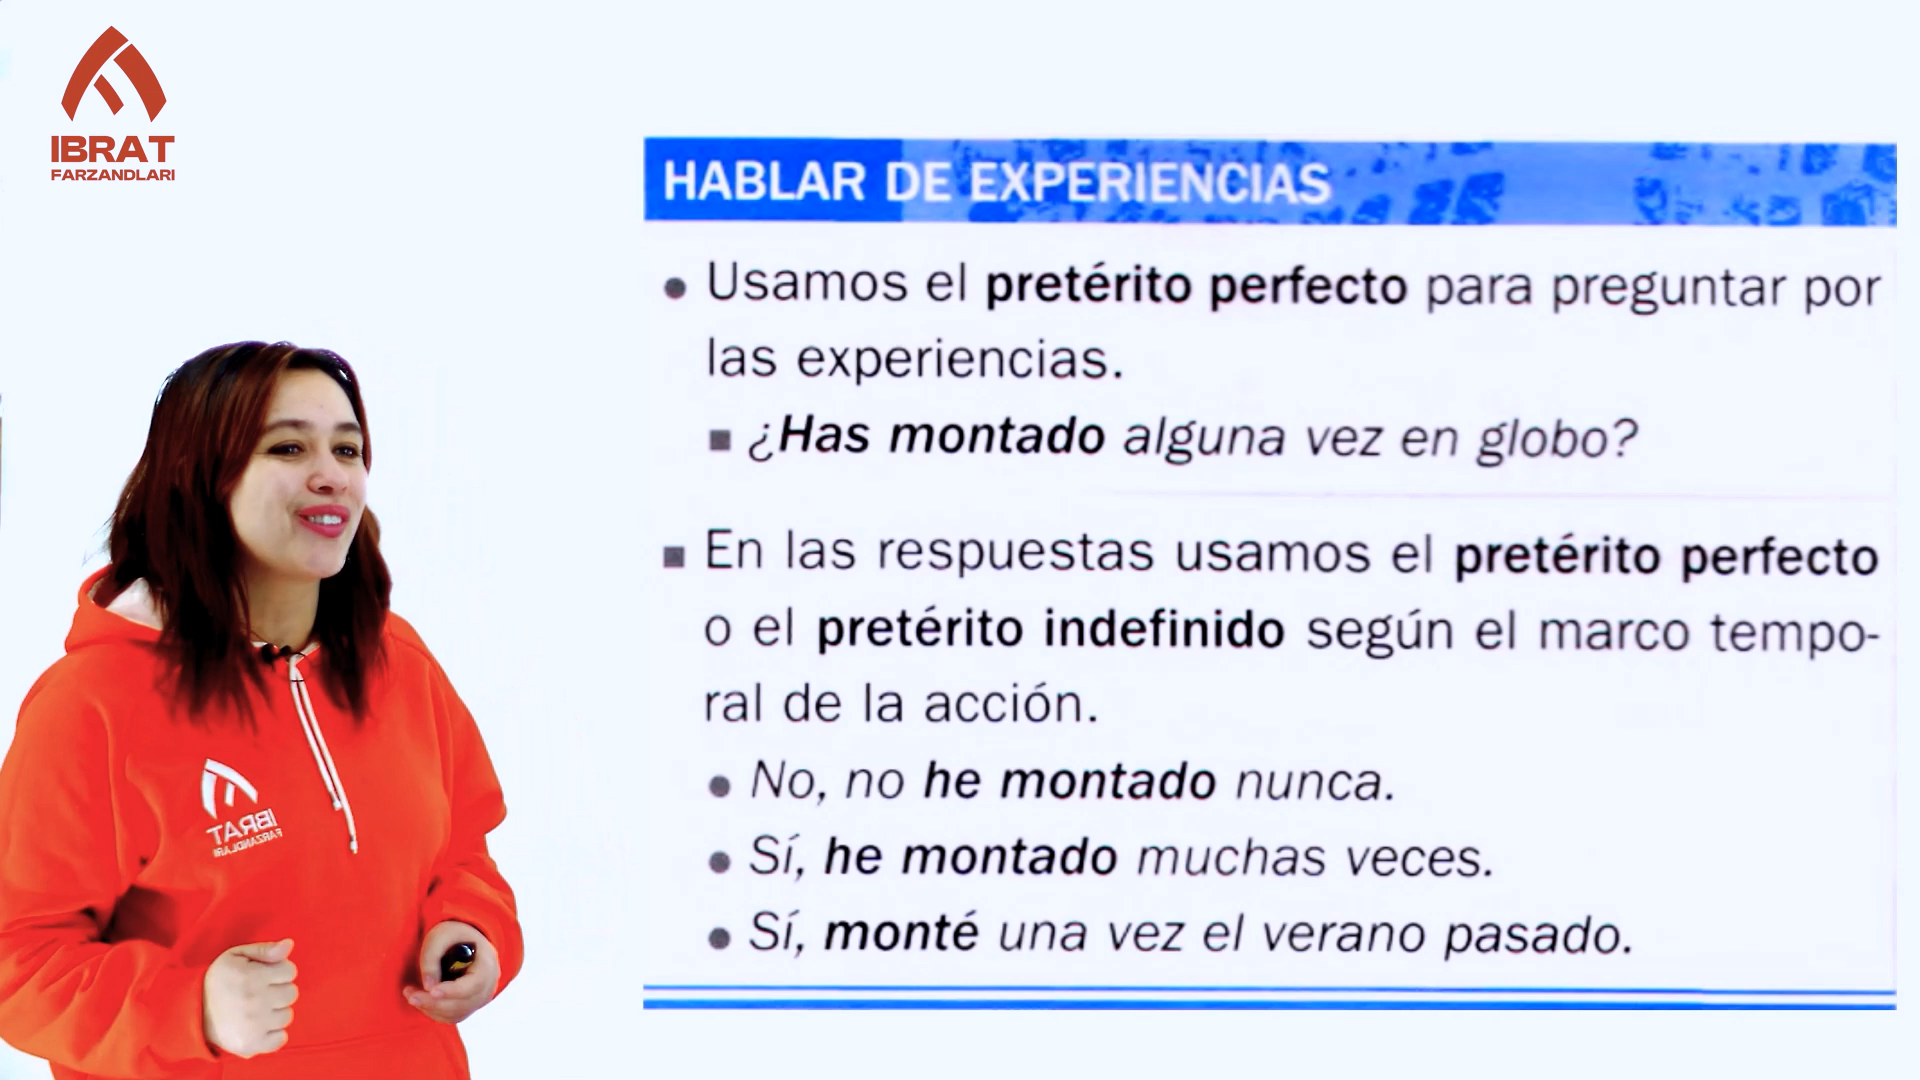 IBRAT
FARZANDLARI
HABLAR DE EXPERIENCIAS
● Usamos el pretérito perfecto para preguntar por
las experiencias.
■ ¿Has montado alguna vez en globo?
■ En las respuestas usamos el pretérito perfecto
o el pretérito indefinido según el marco tempo-
ral de la acción.
● No, no he montado nunca.
● Sí, he montado muchas veces.
● Sí, monté una vez el verano pasado.
IBRAT
FARZANDLARI